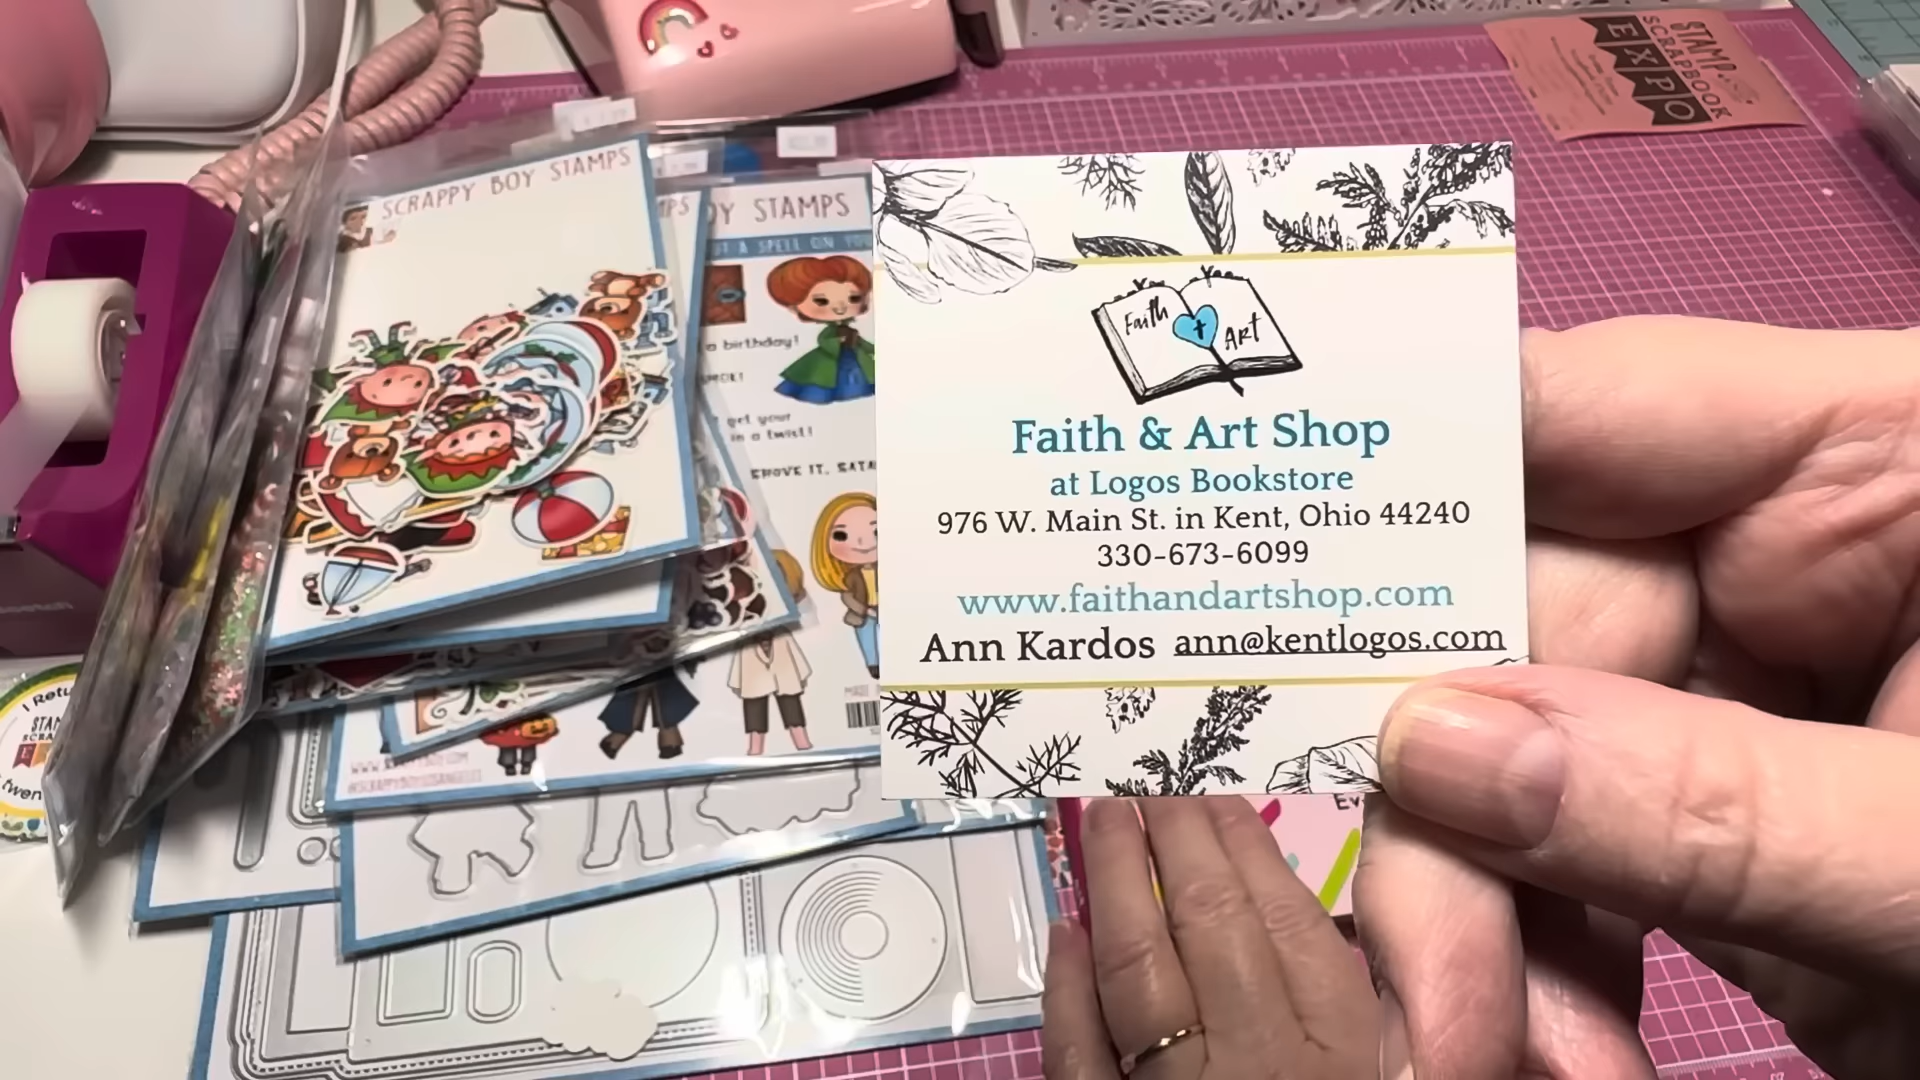 STAMP &
SCRAPBOOK
EXPO
SCRAPPY BOY STAMPS
STAMPS
a birthday!
get your
in a twist!
SHOVE IT,
Faith
ART
Faith & Art Shop
at Logos Bookstore
976 W. Main St. in Kent, Ohio 44240
330-673-6099
www.faithandartshop.com
Ann Kardos ann@kentlogos.com